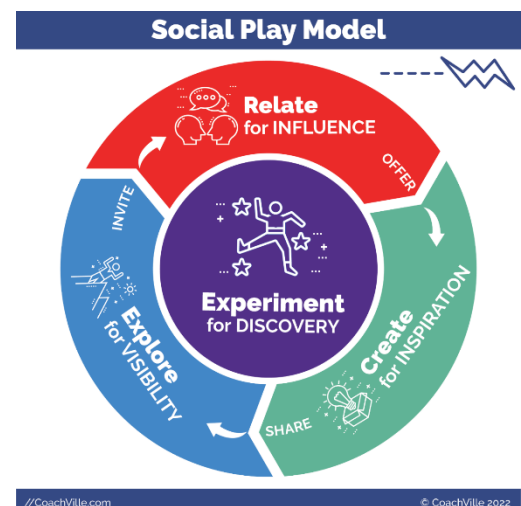 Social Play Model
Relate
for INFLUENCE
OFFER
Create
for INSPIRATION
SHARE
Explore
for VISIBILITY
INVITE
Experiment
for DISCOVERY
//CoachVille.com
© CoachVille 2022